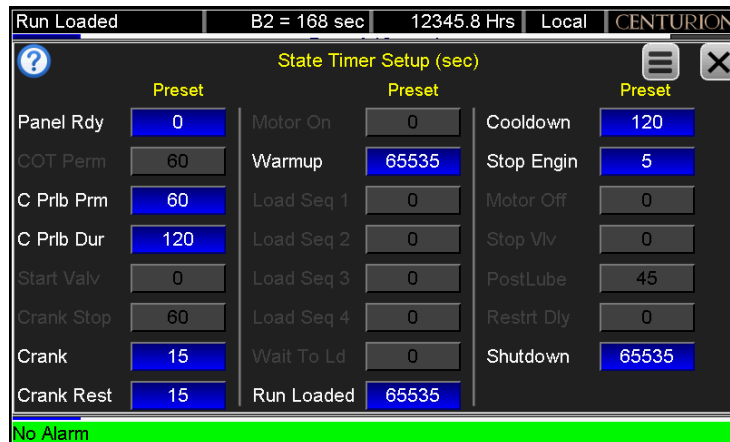 Run Loaded B2 = 168 sec 12345.8 Hrs Local CENTURION
? State Timer Setup (sec)
Preset Preset Preset
Panel Rdy 0 Motor On 0 Cooldown 120
COT Perm 60 Warmup 65535 Stop Engin 5
C Prlb Prm 60 Load Seq 1 0 Motor Off 0
C Prlb Dur 120 Load Seq 2 0 Stop Vlv 0
Start Valv 0 Load Seq 3 0 PostLube 45
Crank Stop 60 Load Seq 4 0 Restrt Dly 0
Crank 15 Wait To Ld 0 Shutdown 65535
Crank Rest 15 Run Loaded 65535
No Alarm